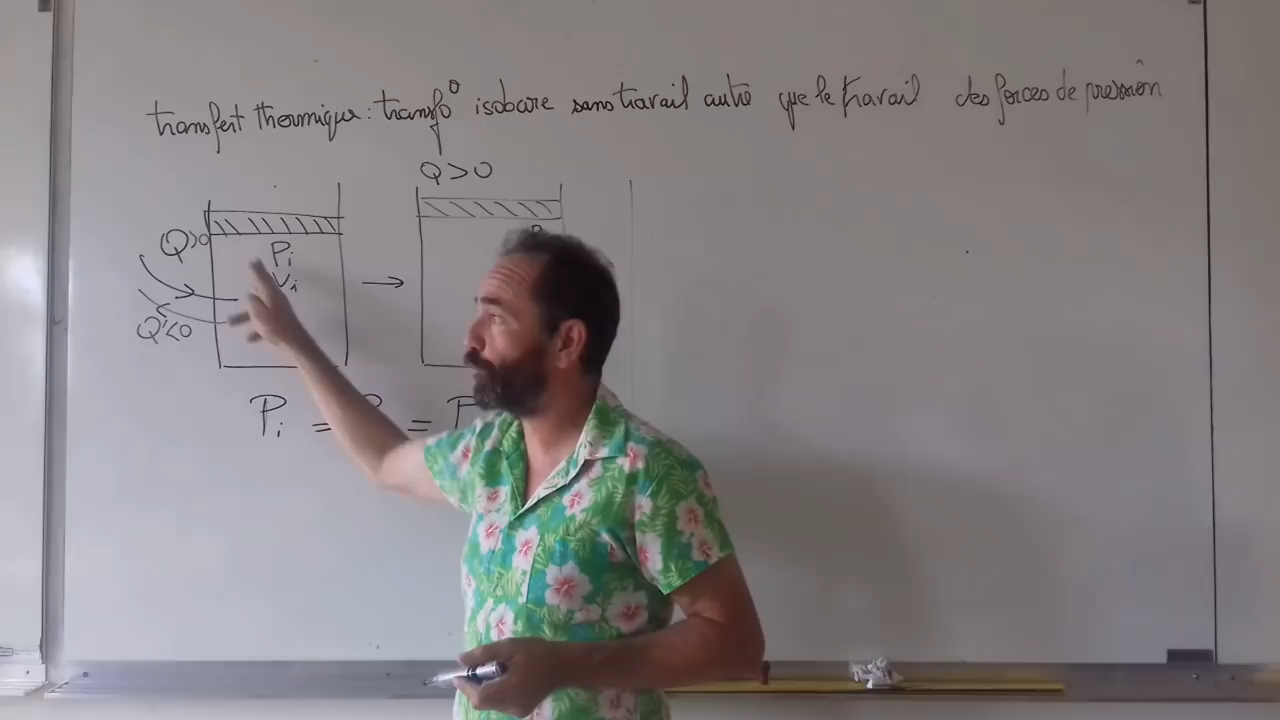 transfert thermique : transfo° isobare sans travail autre que le travail des forces de pression
Q>0
Q>0
Pi
Vi
→
Q'<0
Pi = P = P